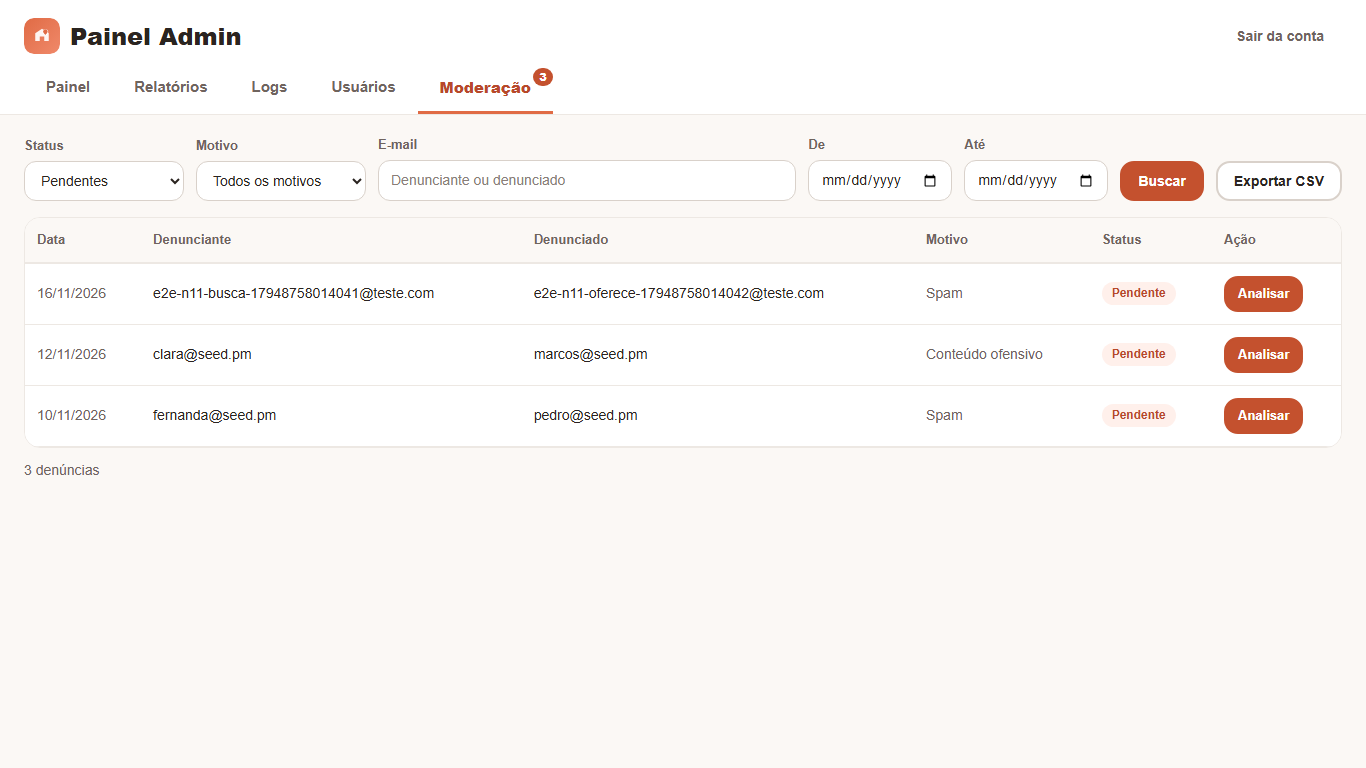 Painel Admin
Sair da conta
Painel Relatórios Logs Usuários Moderação 3
Status Motivo E-mail De Até
Pendentes Todos os motivos Denunciante ou denunciado mm/dd/yyyy mm/dd/yyyy Buscar Exportar CSV
Data Denunciante Denunciado Motivo Status Ação
16/11/2026 e2e-n11-busca-17948758014041@teste.com e2e-n11-oferece-17948758014042@teste.com Spam Pendente Analisar
12/11/2026 clara@seed.pm marcos@seed.pm Conteúdo ofensivo Pendente Analisar
10/11/2026 fernanda@seed.pm pedro@seed.pm Spam Pendente Analisar
3 denúncias